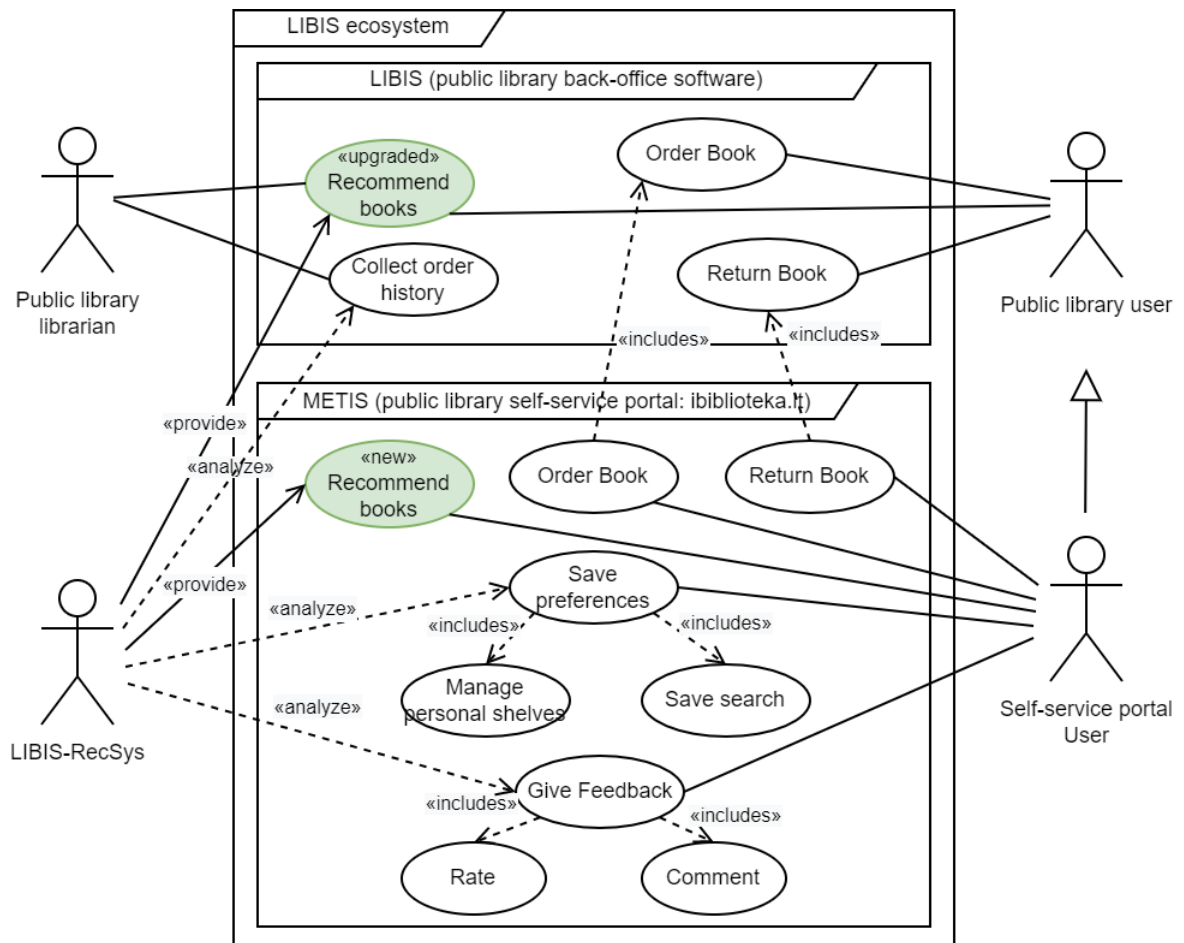 LIBIS ecosystem
LIBIS (public library back-office software)
«upgraded»
Recommend
books
Order Book
Collect order
history
Return Book
Public library
librarian
Public library user
«includes»
«includes»
METIS (public library self-service portal: ibiblioteka.lt)
«provide»
«analyze»
«new»
Recommend
books
Order Book
Return Book
«provide»
«analyze»
Save
preferences
«includes»
«includes»
Manage
personal shelves
Save search
«analyze»
LIBIS-RecSys
Self-service portal
User
Give Feedback
«includes»
«includes»
Rate
Comment